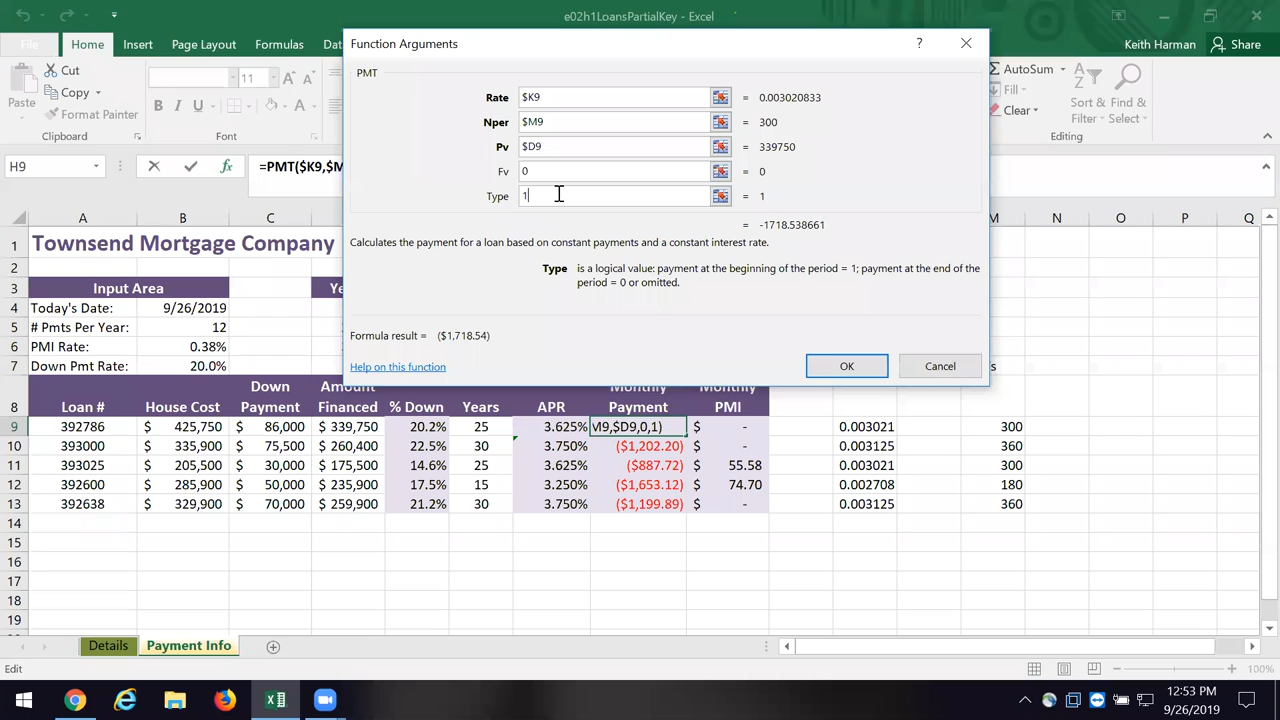 e02h1LoansPartialKey - Excel
File Home Insert Page Layout Formulas Dat Keith Harman Share
Function Arguments ? 
Cut
Copy
Format Painter
Paste
Clipboard
11
A A
B I U A
Font
AutoSum
Fill
Clear
Sort &
Filter
Find &
Select
Editing
PMT
Rate $K9 = 0.003020833
Nper $M9 = 300
Pv $D9 = 339750
Fv 0 = 0
Type 1 = 1
= -1718.538661
Calculates the payment for a loan based on constant payments and a constant interest rate.
Type is a logical value: payment at the beginning of the period = 1; payment at the end of the
period = 0 or omitted.
Formula result = ($1,718.54)
Help on this function
OK Cancel
H9 fx =PMT($K9,$M
A B C M N O P Q
1 Townsend Mortgage Company
2
3 Input Area Ye
4 Today's Date: 9/26/2019
5 # Pmts Per Year: 12
6 PMI Rate: 0.38%
7 Down Pmt Rate: 20.0% s
Down Amount Monthly Monthly
8 Loan # House Cost Payment Financed % Down Years APR Payment PMI
9 392786 $ 425,750 $ 86,000 $ 339,750 20.2% 25 3.625% M9,$D9,0,1) $ - 0.003021 300
10 393000 $ 335,900 $ 75,500 $ 260,400 22.5% 30 3.750% ($1,202.20) $ - 0.003125 360
11 393025 $ 205,500 $ 30,000 $ 175,500 14.6% 25 3.625% ($887.72) $ 55.58 0.003021 300
12 392600 $ 285,900 $ 50,000 $ 235,900 17.5% 15 3.250% ($1,653.12) $ 74.70 0.002708 180
13 392638 $ 329,900 $ 70,000 $ 259,900 21.2% 30 3.750% ($1,199.89) $ - 0.003125 360
14
15
16
17
18
19
Details Payment Info
Edit 100%
12:53 PM
9/26/2019